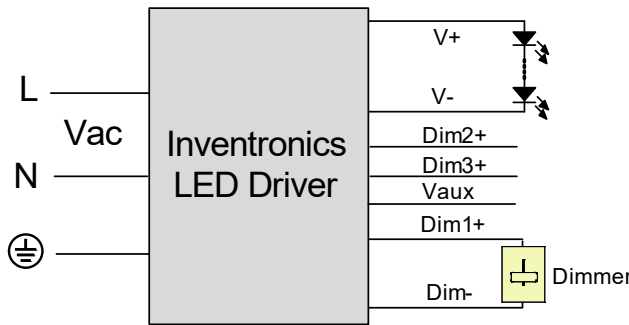 L
Vac
N
Inventronics
LED Driver
V+
V-
Dim2+
Dim3+
Vaux
Dim1+
Dim-
Dimmer